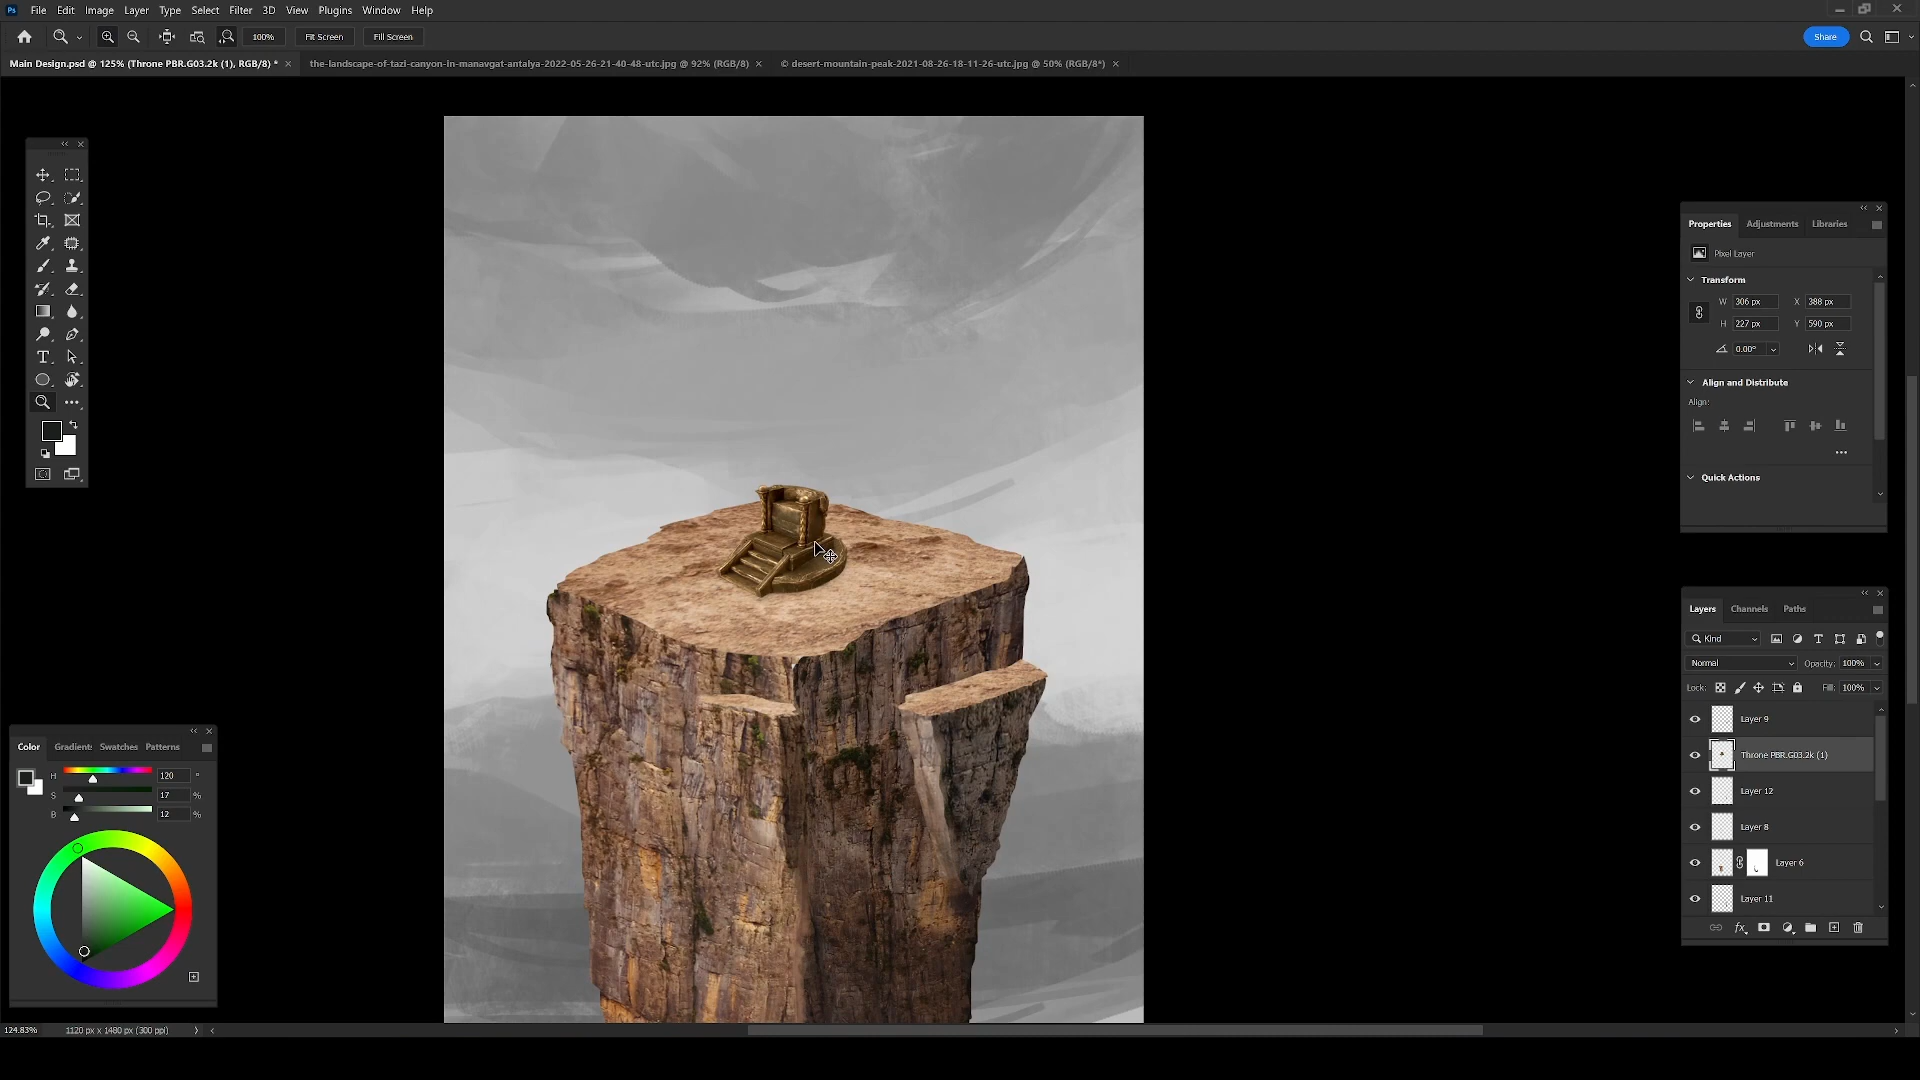 Ps File Edit Image Layer Type Select Filter 3D View Plugins Window Help
100% Fit Screen Fill Screen Share
Main Design.psd @ 125% (Throne PBR.G03.2k (1), RGB/8) * × the-landscape-of-tazi-canyon-in-manavgat-antalya-2022-05-26-21-40-48-utc.jpg @ 92% (RGB/8) × © desert-mountain-peak-2021-08-26-18-11-26-utc.jpg @ 50% (RGB/8*) ×
Properties Adjustments Libraries
Pixel Layer
Transform
W 306 px X 388 px
H 227 px Y 590 px
0.00°
Align and Distribute
Align:
Quick Actions
Layers Channels Paths
Kind
Normal Opacity: 100%
Lock: Fill: 100%
Layer 9
Throne PBR.G03.2k (1)
Layer 12
Layer 8
Layer 6
Layer 11
Color Gradients Swatches Patterns
H 120 °
S 17 %
B 12 %
124.83% 1120 px x 1480 px (300 ppi)